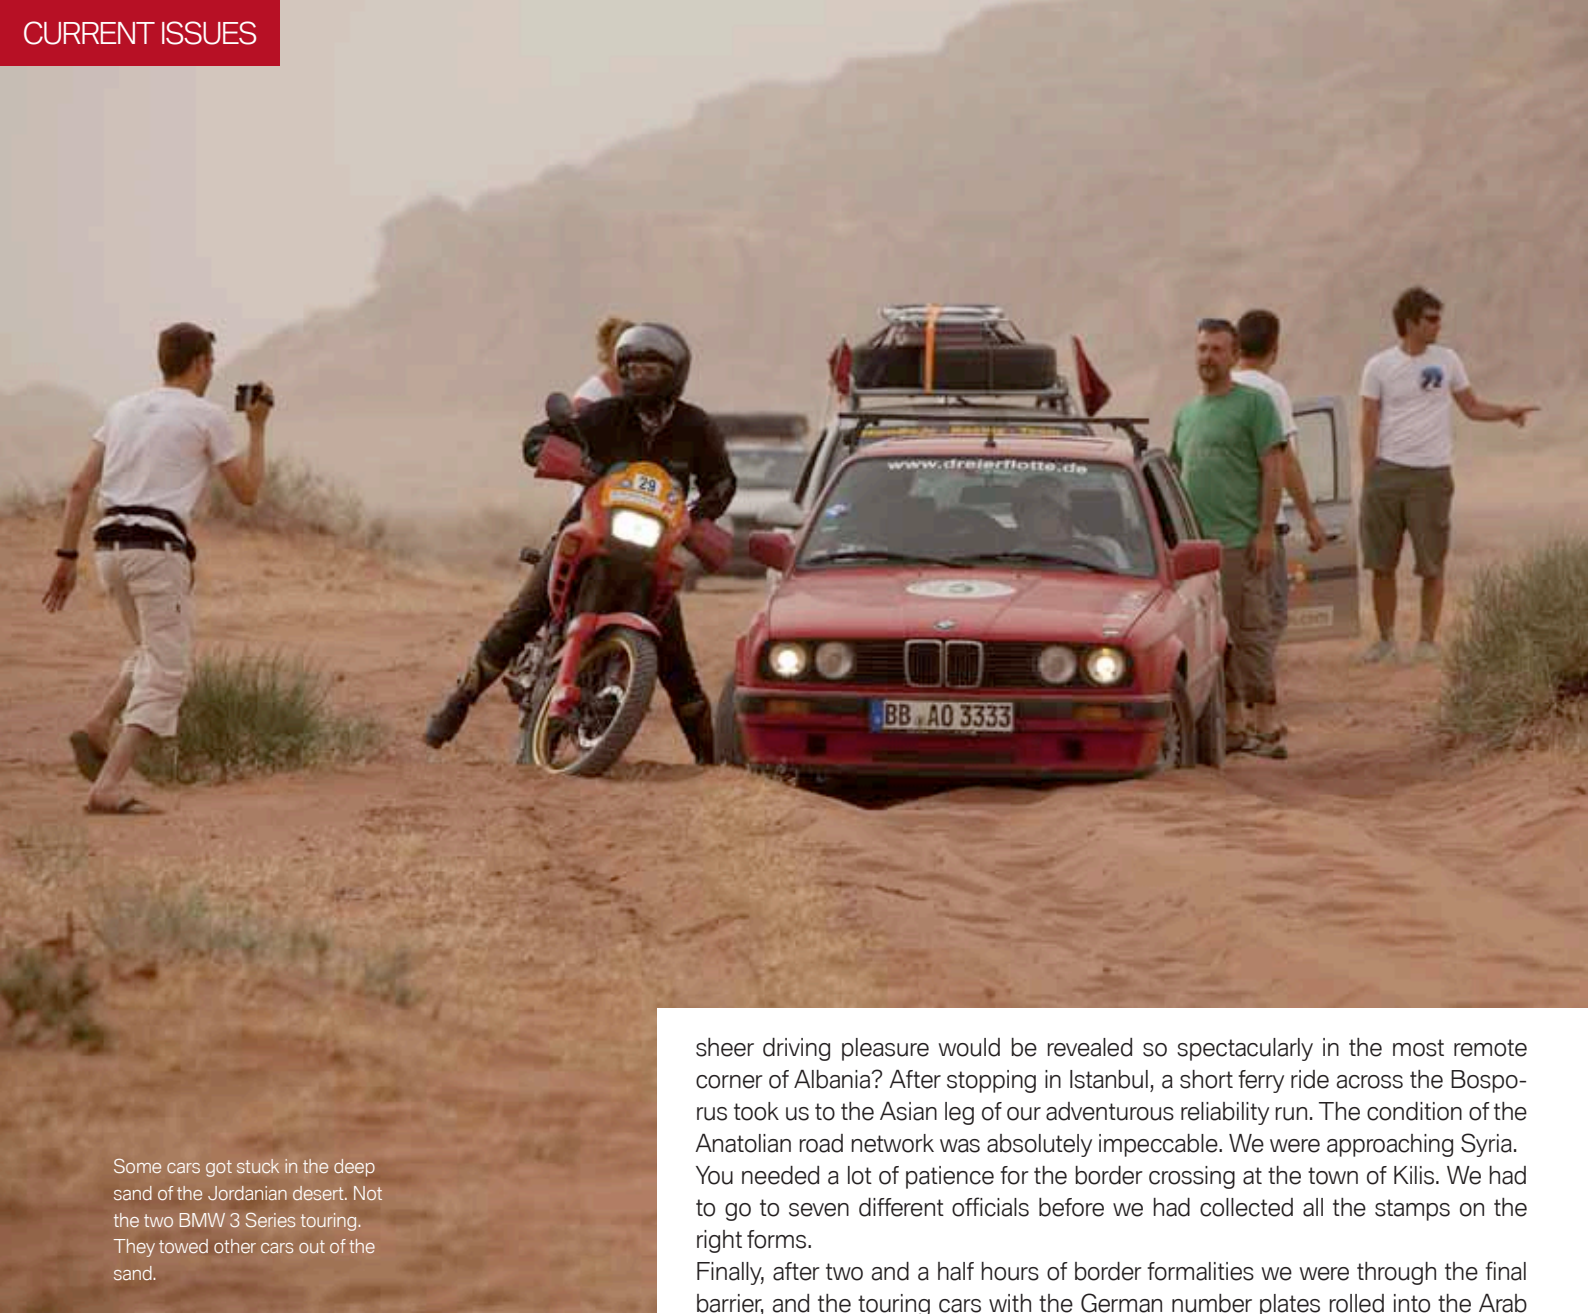 CURRENT ISSUES
29
www.dreierflotte.de
BB AO 3333
.com
Some cars got stuck in the deep
sand of the Jordanian desert. Not
the two BMW 3 Series touring.
They towed other cars out of the
sand.
sheer driving pleasure would be revealed so spectacularly in the most remote
corner of Albania? After stopping in Istanbul, a short ferry ride across the Bospo-
rus took us to the Asian leg of our adventurous reliability run. The condition of the
Anatolian road network was absolutely impeccable. We were approaching Syria.
You needed a lot of patience for the border crossing at the town of Kilis. We had
to go to seven different officials before we had collected all the stamps on the
right forms.
Finally, after two and a half hours of border formalities we were through the final
barrier, and the touring cars with the German number plates rolled into the Arab